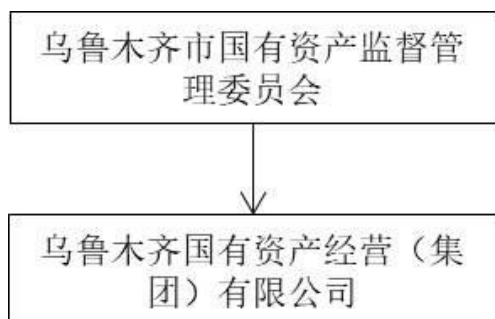 乌鲁木齐市国有资产监督管
理委员会
乌鲁木齐国有资产经营（集
团）有限公司